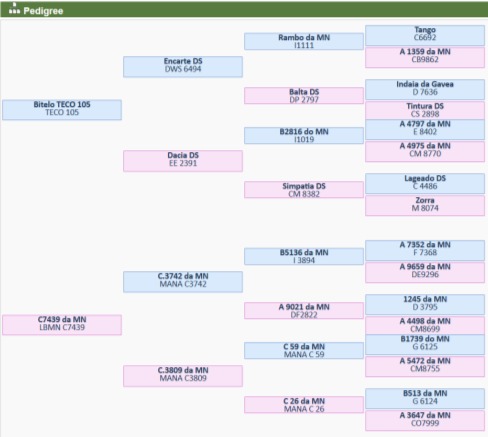 Pedigree
Bitelo TECO 105
TECO 105
Encarte DS
DWS 6494
Rambo da MN
I1111
Tango
C6692
A 1359 da MN
CB9862
Balta DS
DP 2797
Indaia da Gavea
D 7636
Tintura DS
CS 2898
Dacia DS
EE 2391
B2816 do MN
I1019
A 4797 da MN
E 8402
A 4975 da MN
CM 8770
Simpatia DS
CM 8382
Lageado DS
C 4486
Zorra
M 8074
C7439 da MN
LBMN C7439
C.3742 da MN
MANA C3742
B5136 da MN
I 3894
A 7352 da MN
F 7368
A 9659 da MN
DE9296
A 9021 da MN
DF2822
1245 da MN
D 3795
A 4498 da MN
CM8699
C.3809 da MN
MANA C3809
C 59 da MN
MANA C 59
B1739 do MN
G 6125
A 5472 da MN
CM8755
C 26 da MN
MANA C 26
B513 da MN
G 6124
A 3647 da MN
CO7999